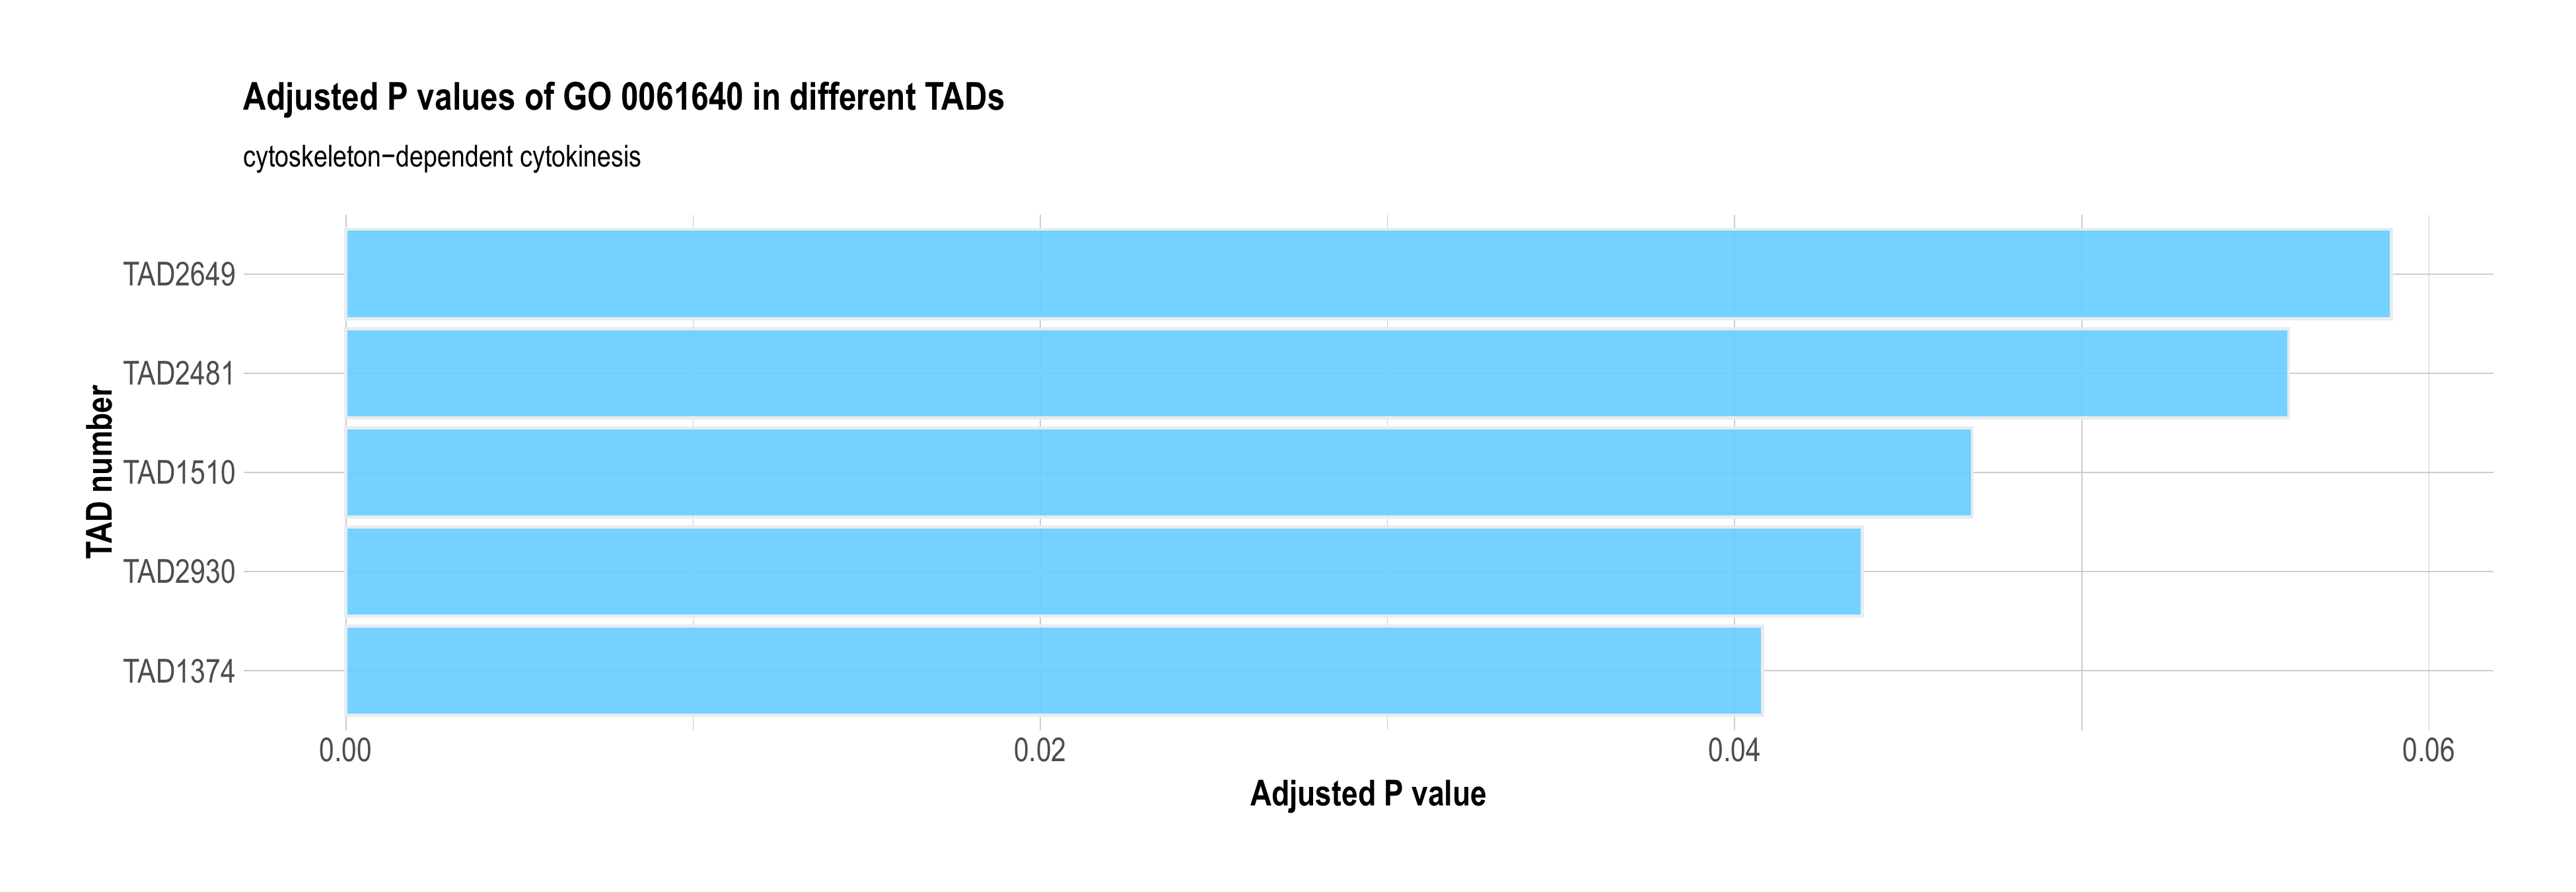 Adjusted P values of GO 0061640 in different TADs
cytoskeleton−dependent cytokinesis
TAD number
TAD2649
TAD2481
TAD1510
TAD2930
TAD1374
0.00 0.02 0.04 0.06
Adjusted P value